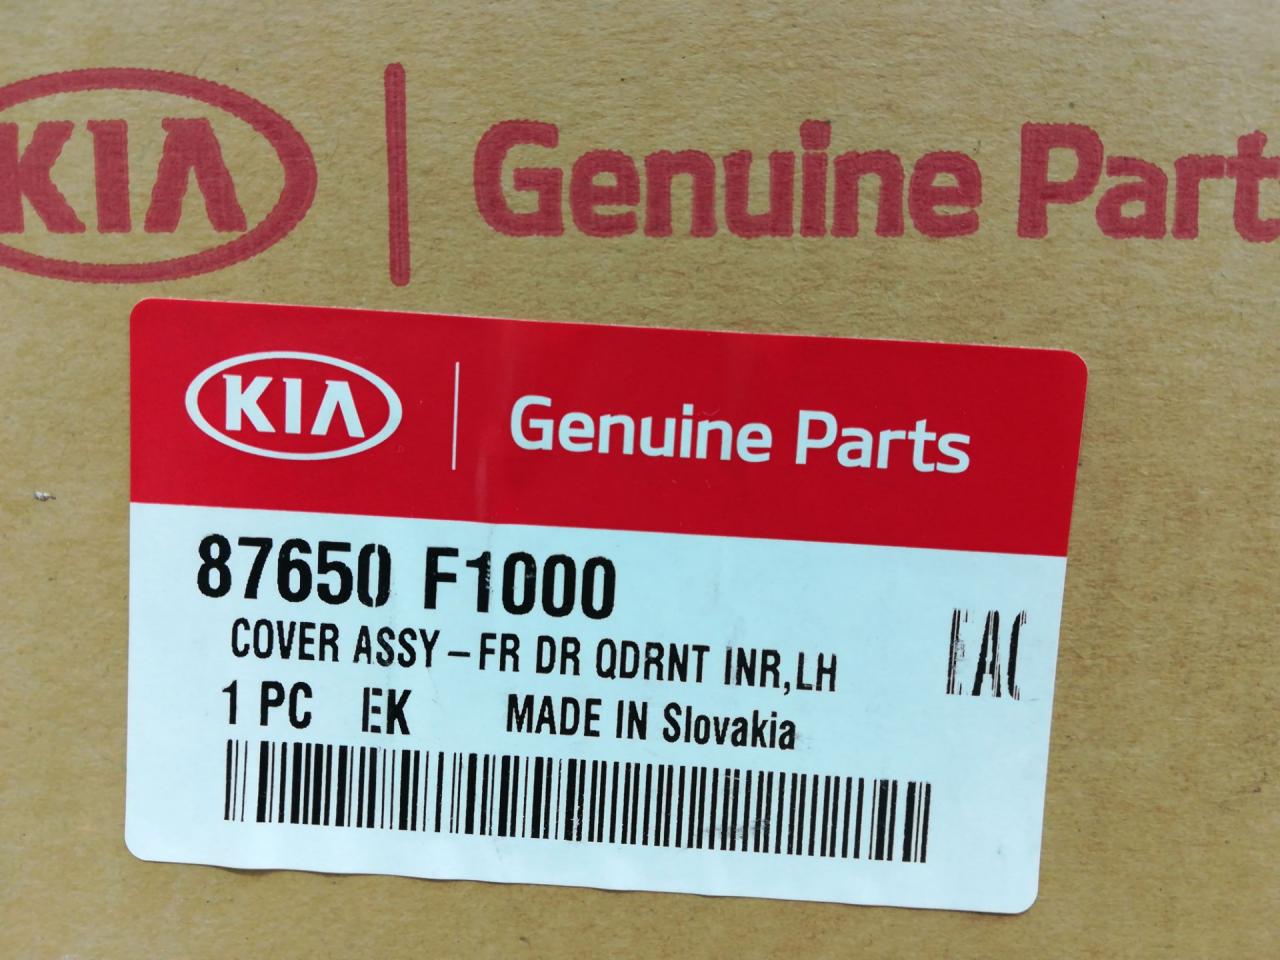 KIA Genuine Parts
KIA Genuine Parts
87650 F1000
COVER ASSY-FR DR QDRNT INR,LH
EAC
1 PC EK MADE IN Slovakia